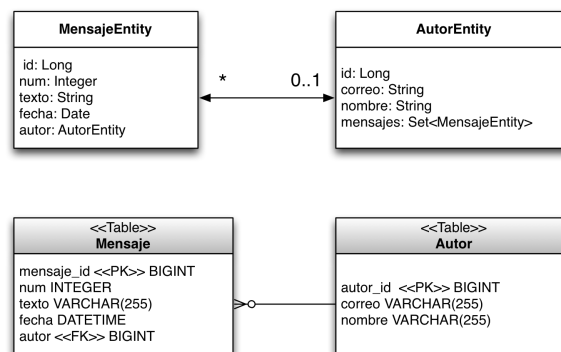 MensajeEntity
id: Long
num: Integer
texto: String
fecha: Date
autor: AutorEntity
*
0..1
AutorEntity
id: Long
correo: String
nombre: String
mensajes: Set<MensajeEntity>
<<Table>>
Mensaje
mensaje_id <<PK>> BIGINT
num INTEGER
texto VARCHAR(255)
fecha DATETIME
autor <<FK>> BIGINT
<<Table>>
Autor
autor_id <<PK>> BIGINT
correo VARCHAR(255)
nombre VARCHAR(255)